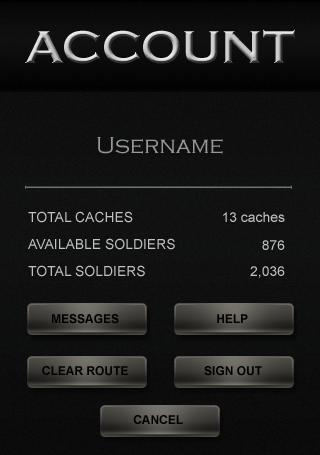 ACCOUNT
USERNAME
TOTAL CACHES 13 caches
AVAILABLE SOLDIERS 876
TOTAL SOLDIERS 2,036
MESSAGES HELP
CLEAR ROUTE SIGN OUT
CANCEL